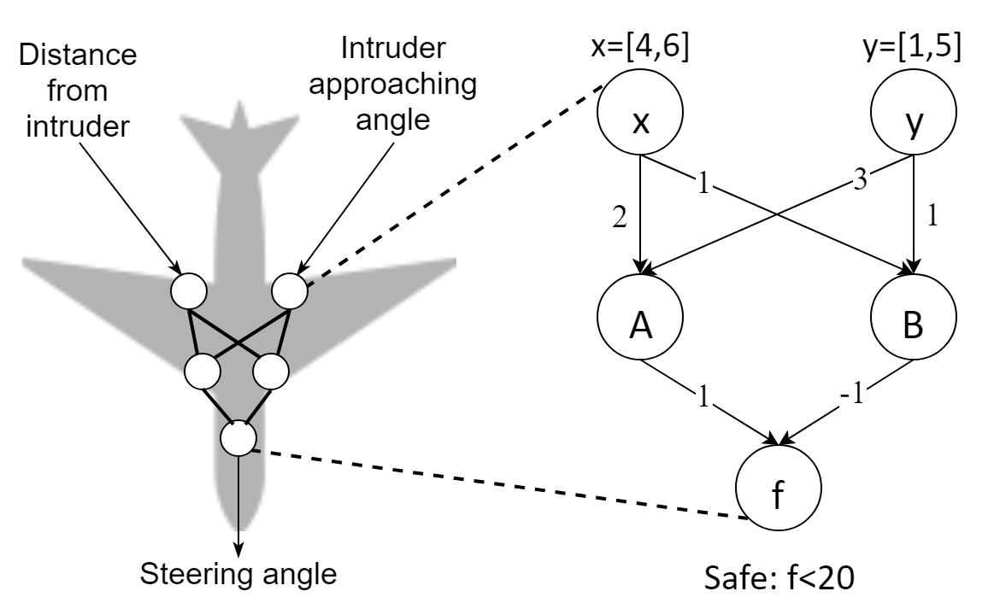 Distance
from
intruder
Intruder
approaching
angle
x=[4,6]
y=[1,5]
x
y
1
3
2
1
A
B
1
-1
f
Steering angle
Safe: f<20